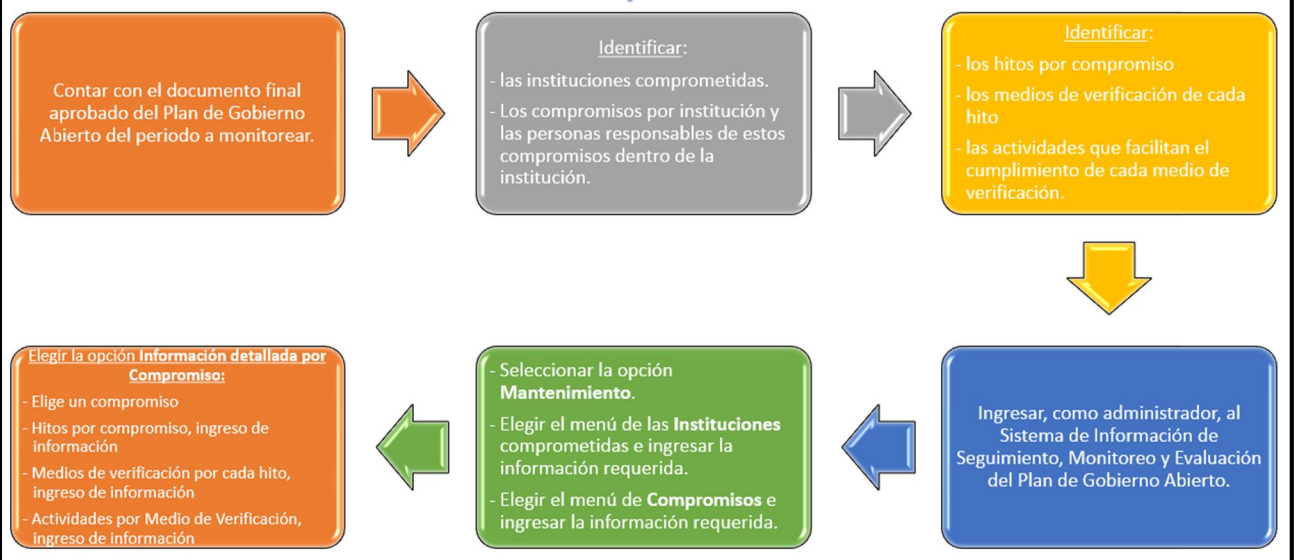 Contar con el documento final
aprobado del Plan de Gobierno
Abierto del periodo a monitorear.
Identificar:
- las instituciones comprometidas.
- Los compromisos por institución y
las personas responsables de estos
compromisos dentro de la
institución.
Identificar:
- los hitos por compromiso
- los medios de verificación de cada
hito
- las actividades que facilitan el
cumplimiento de cada medio de
verificación.
Ingresar, como administrador, al
Sistema de Información de
Seguimiento, Monitoreo y Evaluación
del Plan de Gobierno Abierto.
- Seleccionar la opción
Mantenimiento.
- Elegir el menú de las Instituciones
comprometidas e ingresar la
información requerida.
- Elegir el menú de Compromisos e
ingresar la información requerida.
Elegir la opción Información detallada por
Compromiso:
- Elige un compromiso
- Hitos por compromiso, ingreso de
información
- Medios de verificación por cada hito,
ingreso de información
- Actividades por Medio de Verificación,
ingreso de información